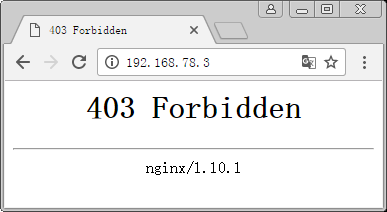 403 Forbidden
192.168.78.3
403 Forbidden
nginx/1.10.1